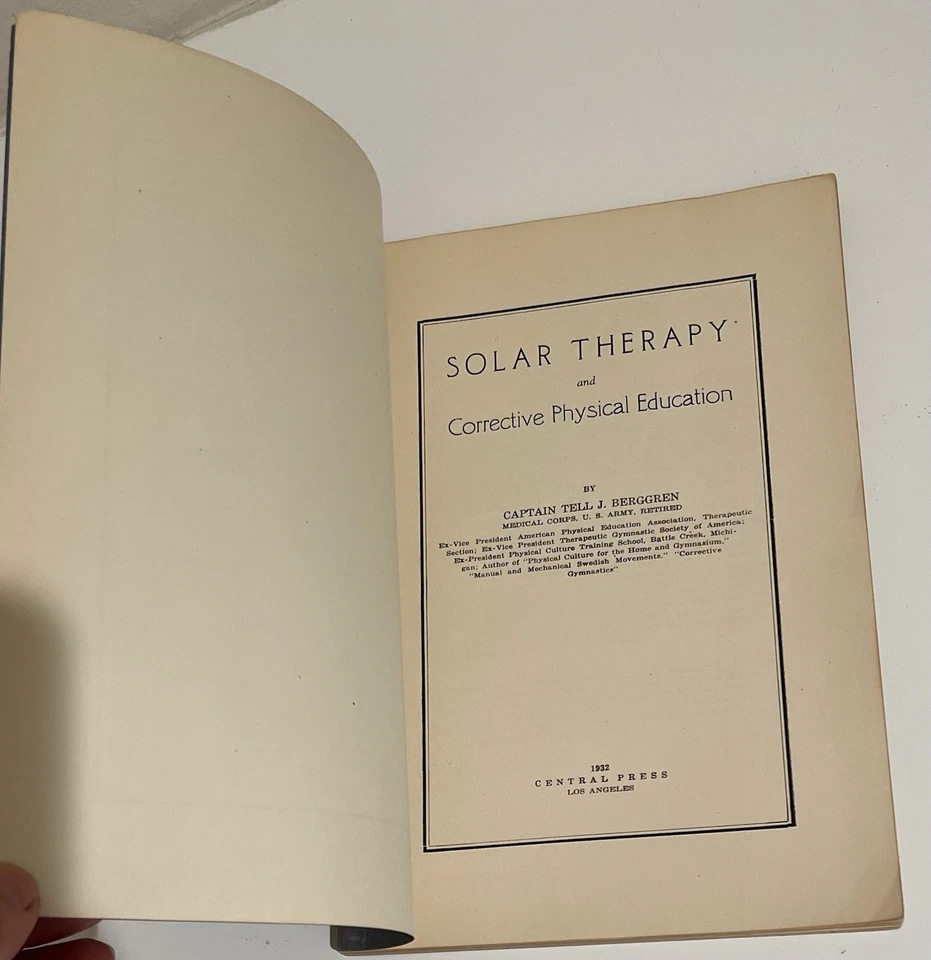 SOLAR THERAPY
and
Corrective Physical Education
BY
CAPTAIN TELL J. BERGGREN
MEDICAL CORPS, U. S. ARMY, RETIRED
Ex-Vice President American Physical Education Association, Therapeutic
Section; Ex-Vice President Therapeutic Gymnastic Society of America;
Ex-President Physical Culture Training School, Battle Creek, Michi-
gan; Author of "Physical Culture for the Home and Gymnasium,"
"Manual and Mechanical Swedish Movements." "Corrective
Gymnastics"
1932
CENTRAL PRESS
LOS ANGELES